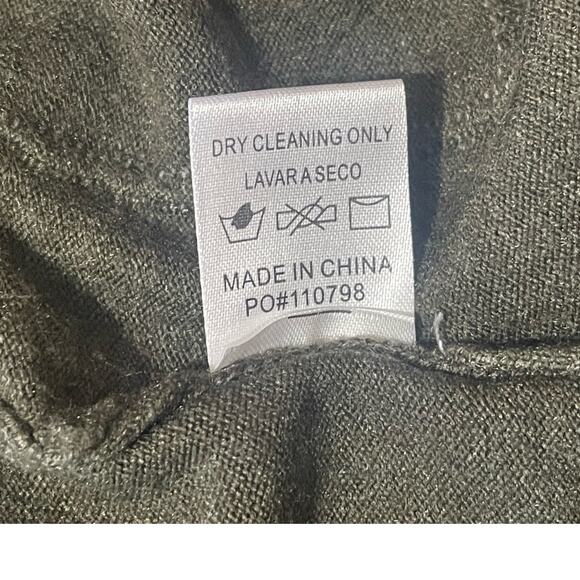 DRY CLEANING ONLY
LAVAR A SECO
MADE IN CHINA
PO#110798